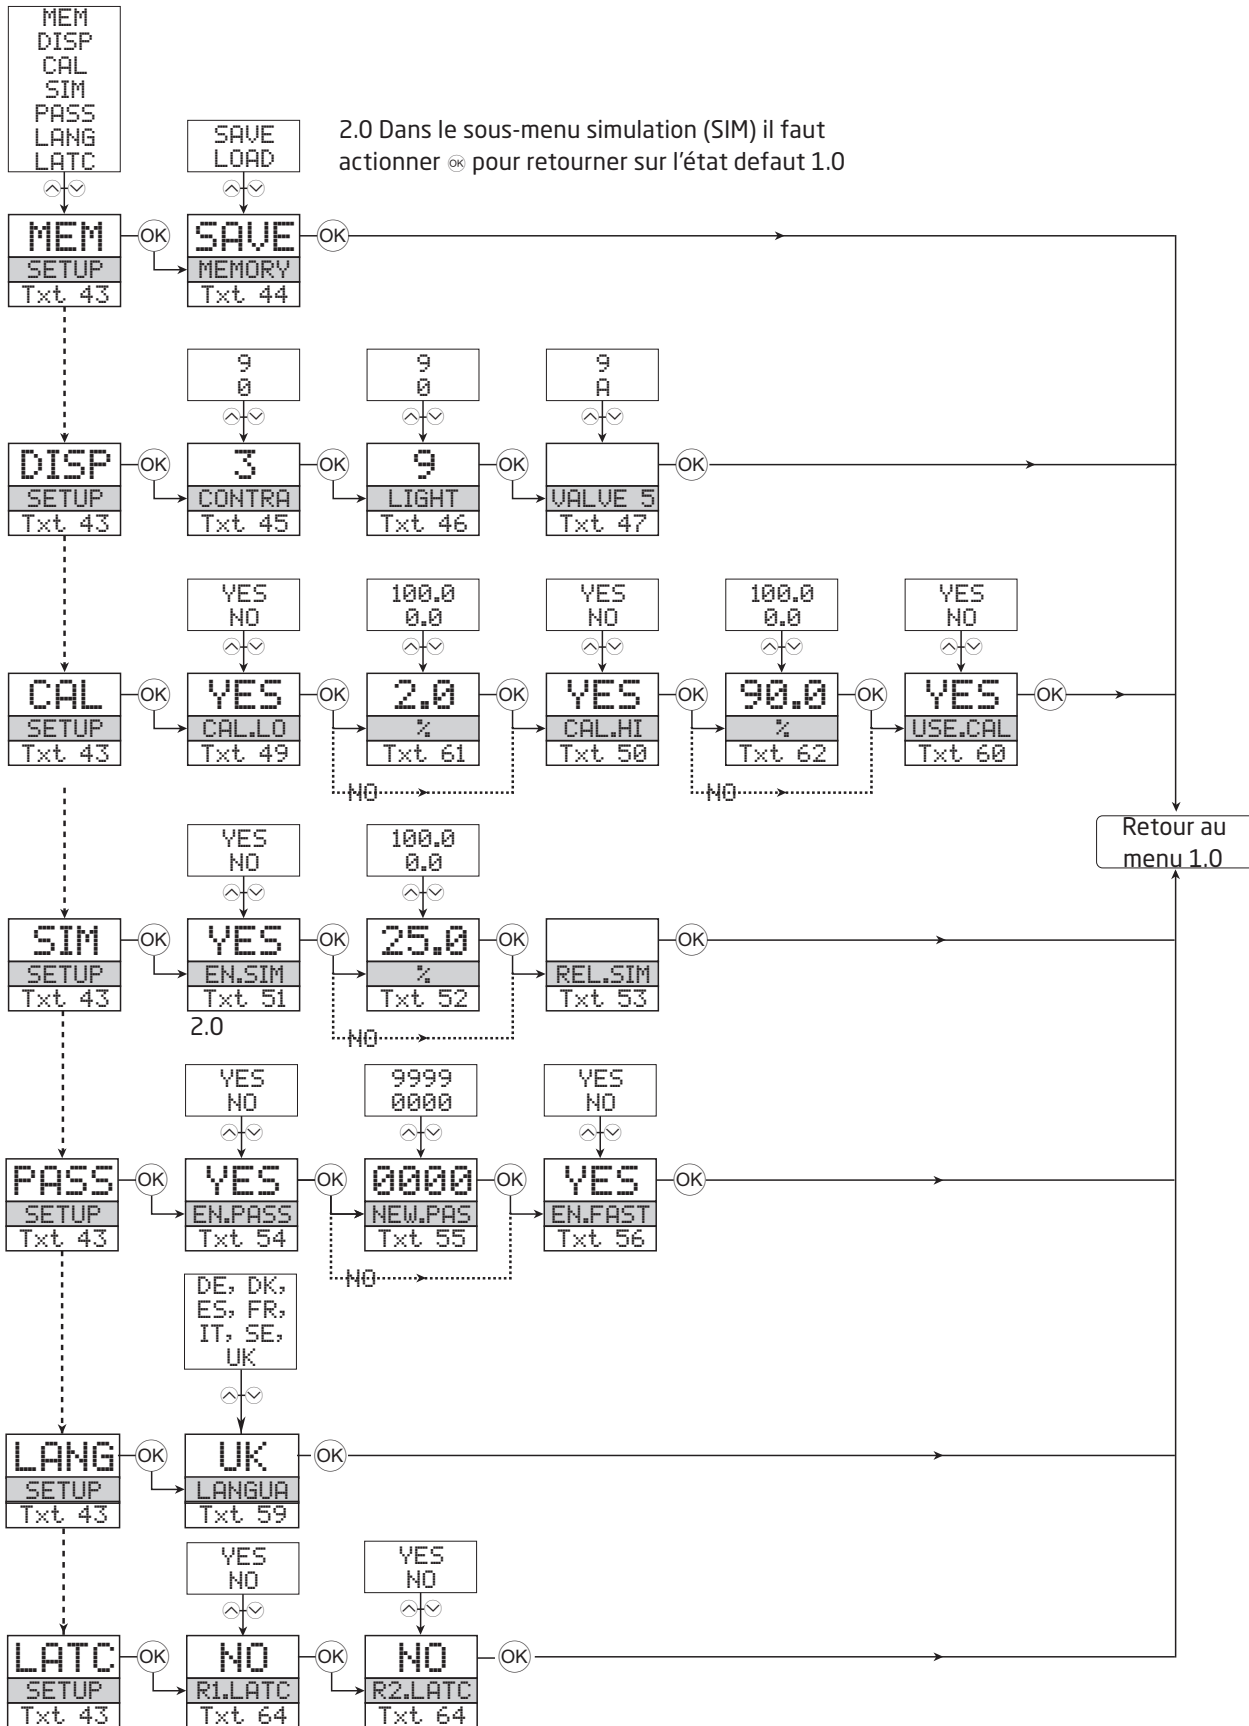 MEM
DISP
CAL
SIM
PASS
LANG
LATC
SAVE
LOAD
2.0 Dans le sous-menu simulation (SIM) il faut
actionner OK pour retourner sur l'état defaut 1.0
MEM
SETUP
Txt 43
OK
SAVE
MEMORY
Txt 44
OK
9
0
9
0
9
A
DISP
SETUP
Txt 43
OK
3
CONTRA
Txt 45
OK
9
LIGHT
Txt 46
OK
VALVE 5
Txt 47
OK
YES
NO
100.0
0.0
YES
NO
100.0
0.0
YES
NO
CAL
SETUP
Txt 43
OK
YES
CAL.LO
Txt 49
OK
2.0
%
Txt 61
OK
YES
CAL.HI
Txt 50
OK
90.0
%
Txt 62
OK
YES
USE.CAL
Txt 60
OK
NO
NO
Retour au
menu 1.0
YES
NO
100.0
0.0
SIM
SETUP
Txt 43
OK
YES
EN.SIM
Txt 51
2.0
OK
25.0
%
Txt 52
OK
REL.SIM
Txt 53
OK
NO
YES
NO
9999
0000
YES
NO
PASS
SETUP
Txt 43
OK
YES
EN.PASS
Txt 54
OK
0000
NEW.PAS
Txt 55
OK
YES
EN.FAST
Txt 56
OK
NO
DE, DK,
ES, FR,
IT, SE,
UK
LANG
SETUP
Txt 43
OK
UK
LANGUA
Txt 59
OK
YES
NO
YES
NO
LATC
SETUP
Txt 43
OK
NO
R1.LATC
Txt 64
OK
NO
R2.LATC
Txt 64
OK